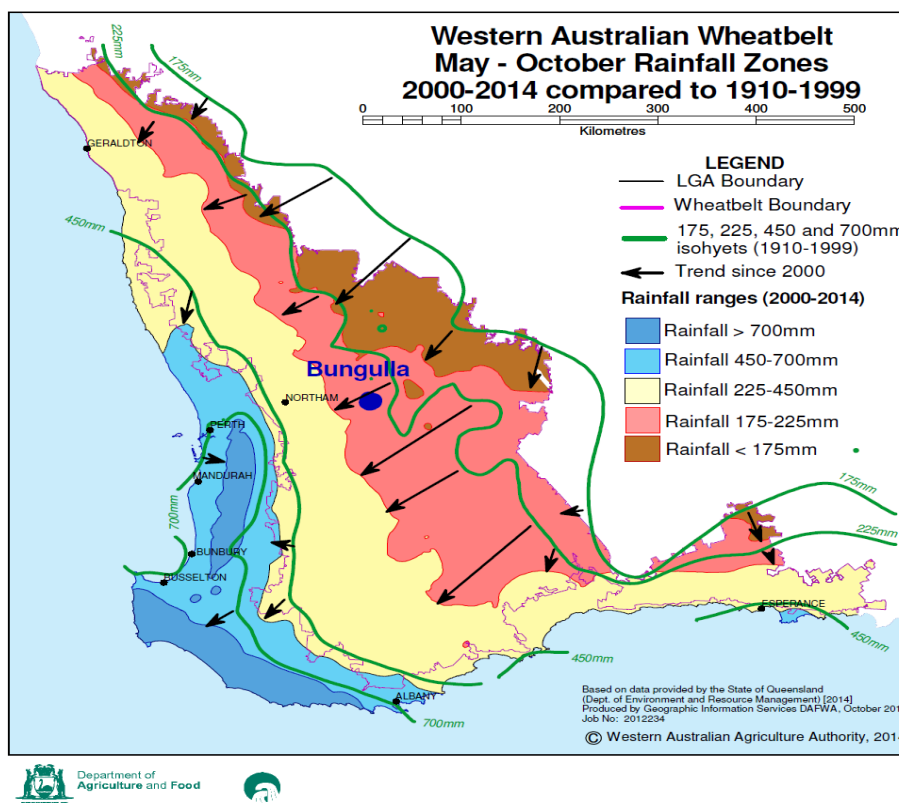 Western Australian Wheatbelt
May - October Rainfall Zones
2000-2014 compared to 1910-1999
0 100 200 300 400 500
Kilometres
LEGEND
LGA Boundary
Wheatbelt Boundary
175, 225, 450 and 700mm
isohyets (1910-1999)
Trend since 2000
Rainfall ranges (2000-2014)
Rainfall > 700mm
Rainfall 450-700mm
Rainfall 225-450mm
Rainfall 175-225mm
Rainfall < 175mm
225mm
175mm
GERALDTON
450mm
Bungulla
NORTHAM
PERTH
MANDURAH
700mm
BUNBURY
BUSSELTON
175mm
225mm
ESPERANCE
450mm
450mm
ALBANY
700mm
Based on data provided by the State of Queensland
(Dept. of Environment and Resource Management) [2014]
Produced by Geographic Information Services DAFWA, October 201
Job No: 2012234
© Western Australian Agriculture Authority, 2014
Department of
Agriculture and Food